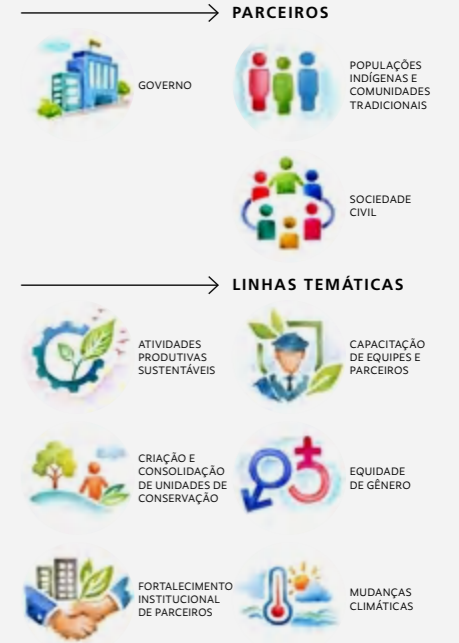 PARCEIROS
GOVERNO
POPULAÇÕES
INDÍGENAS E
COMUNIDADES
TRADICIONAIS
SOCIEDADE
CIVIL
LINHAS TEMÁTICAS
ATIVIDADES
PRODUTIVAS
SUSTENTÁVEIS
CAPACITAÇÃO
DE EQUIPES E
PARCEIROS
CRIAÇÃO E
CONSOLIDAÇÃO
DE UNIDADES DE
CONSERVAÇÃO
EQUIDADE
DE GÊNERO
FORTALECIMENTO
INSTITUCIONAL
DE PARCEIROS
MUDANÇAS
CLIMÁTICAS